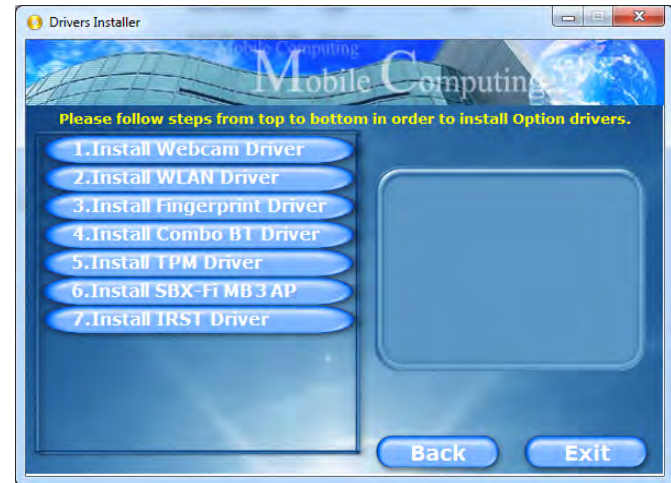 Drivers Installer
Mobile Computing
Mobile Computing
Please follow steps from top to bottom in order to install Option drivers.
1.Install Webcam Driver
2.Install WLAN Driver
3.Install Fingerprint Driver
4.Install Combo BT Driver
5.Install TPM Driver
6.Install SBX-Fi MB3 AP
7.Install IRST Driver
Back
Exit